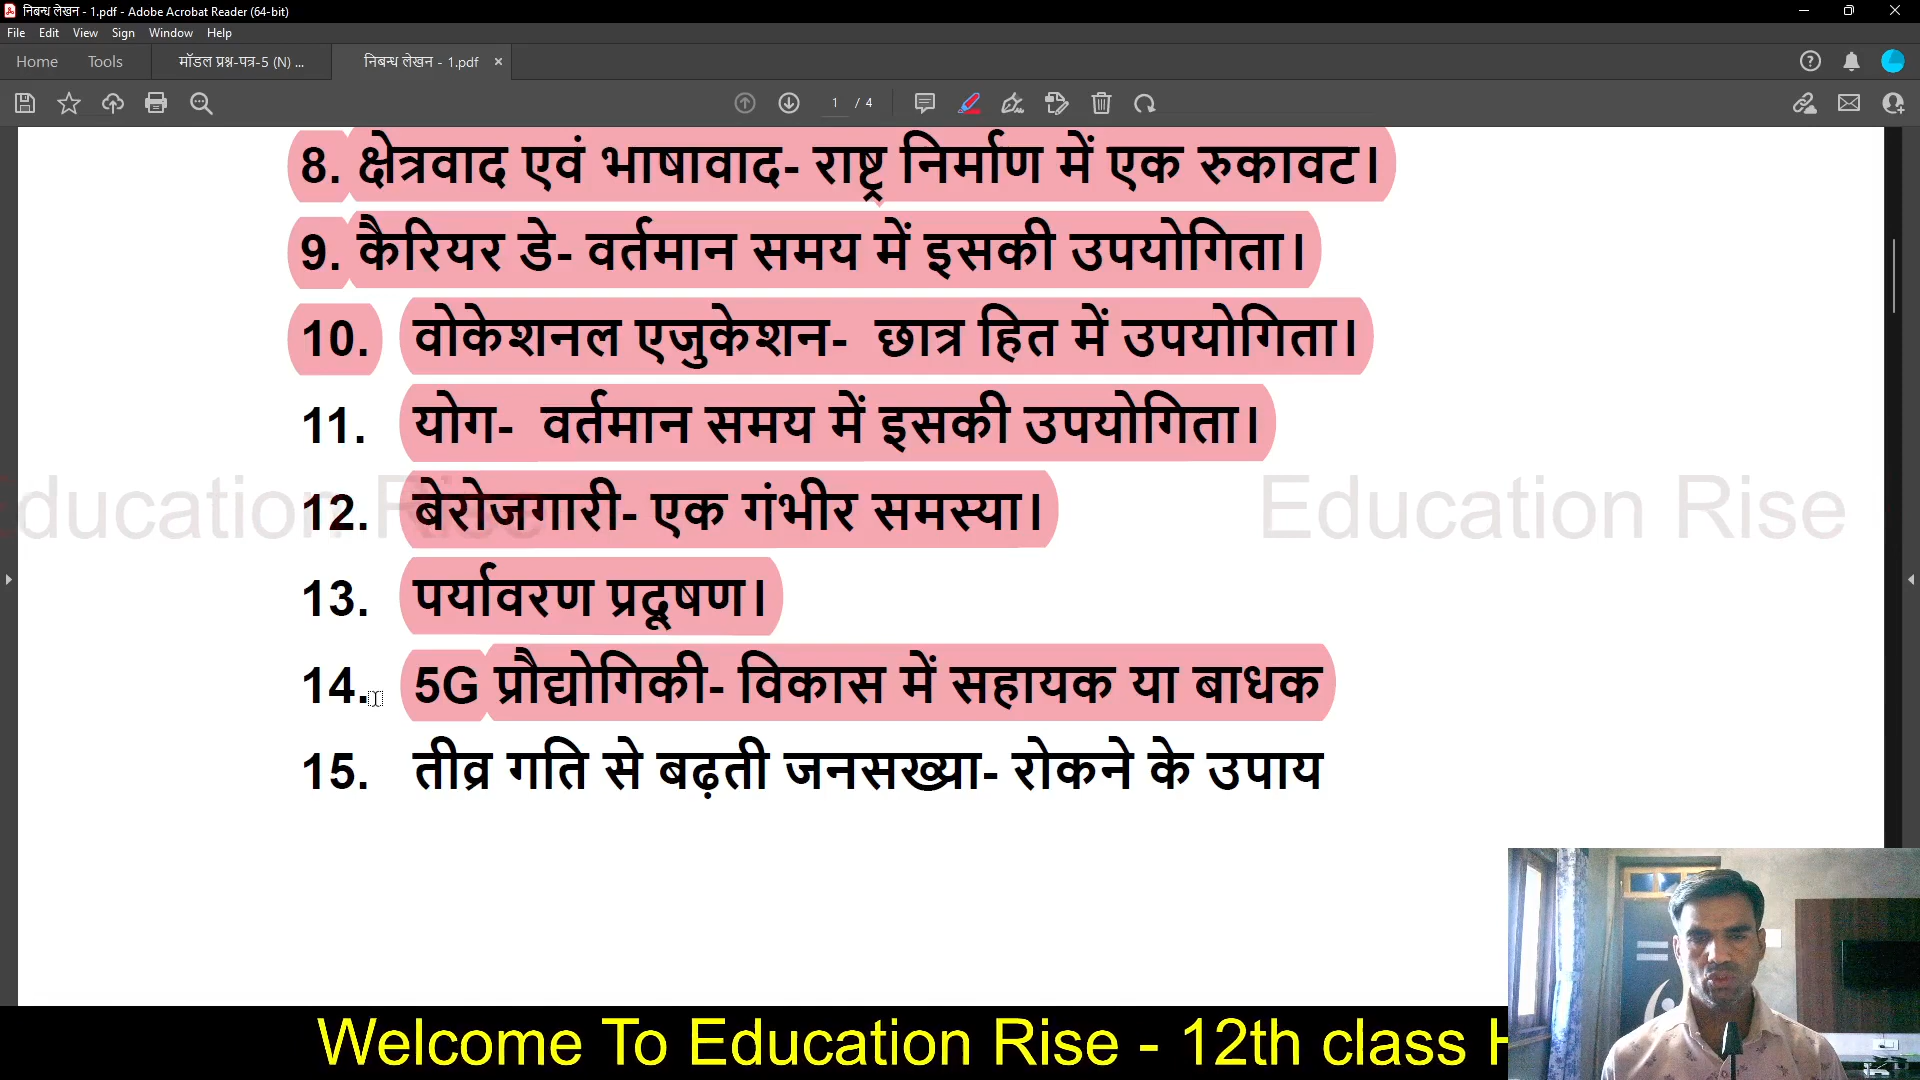 निबन्ध लेखन - 1.pdf - Adobe Acrobat Reader (64-bit)
File Edit View Sign Window Help
Home Tools मॉडल प्रश्न-पत्र-5 (N) ... निबन्ध लेखन - 1.pdf ×
1 / 4
8. क्षेत्रवाद एवं भाषावाद- राष्ट्र निर्माण में एक रुकावट।
9. कैरियर डे- वर्तमान समय में इसकी उपयोगिता।
10. वोकेशनल एजुकेशन- छात्र हित में उपयोगिता।
11. योग- वर्तमान समय में इसकी उपयोगिता।
12. बेरोजगारी- एक गंभीर समस्या।
ducation Rise Education Rise
13. पर्यावरण प्रदूषण।
14. 5G प्रौद्योगिकी- विकास में सहायक या बाधक
15. तीव्र गति से बढ़ती जनसख्या- रोकने के उपाय
Welcome To Education Rise - 12th class H